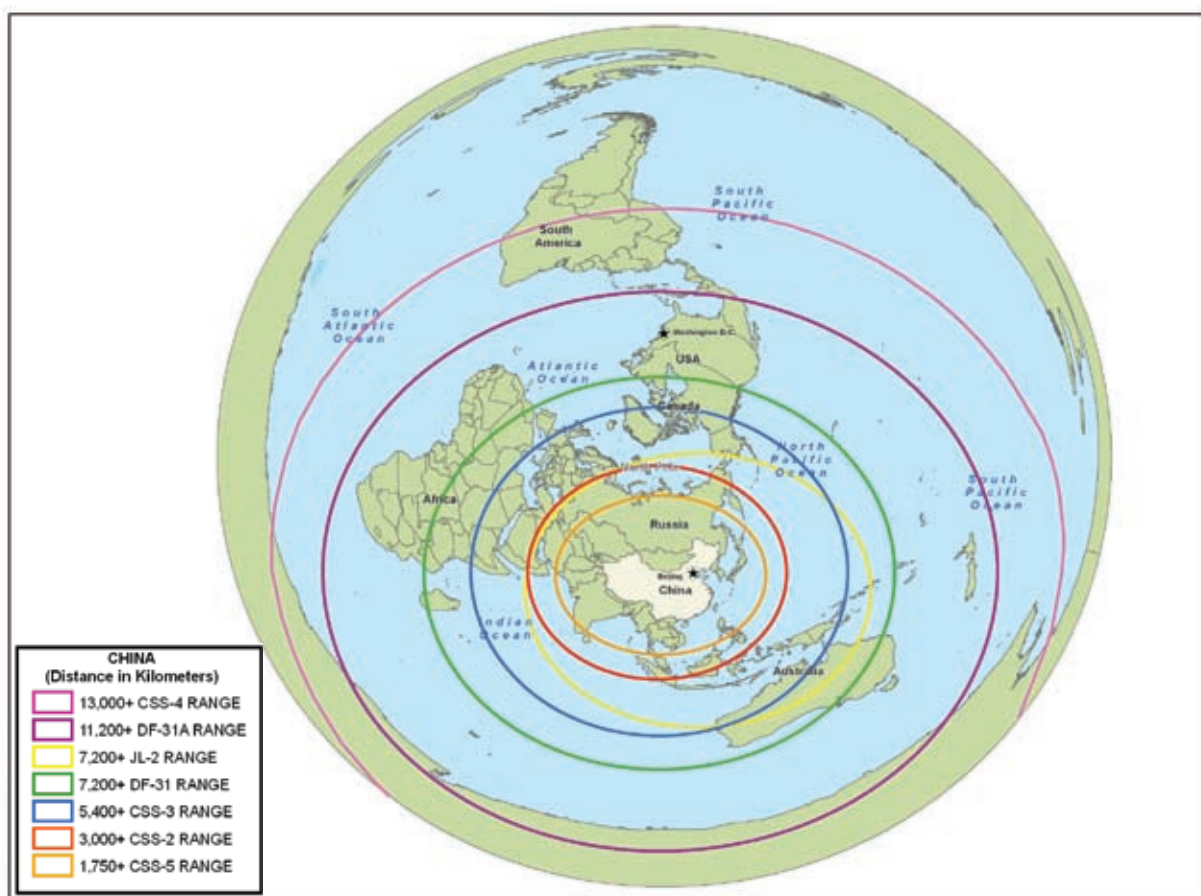 South
Pacific
Ocean
South
America
South
Atlantic
Ocean
Washington D.C.
USA
Atlantic
Ocean
Canada
North
Pacific
Ocean
South
Pacific
Ocean
Africa
Russia
Beijing
China
Indian
Ocean
Australia
CHINA
(Distance in Kilometers)
13,000+ CSS-4 RANGE
11,200+ DF-31A RANGE
7,200+ JL-2 RANGE
7,200+ DF-31 RANGE
5,400+ CSS-3 RANGE
3,000+ CSS-2 RANGE
1,750+ CSS-5 RANGE